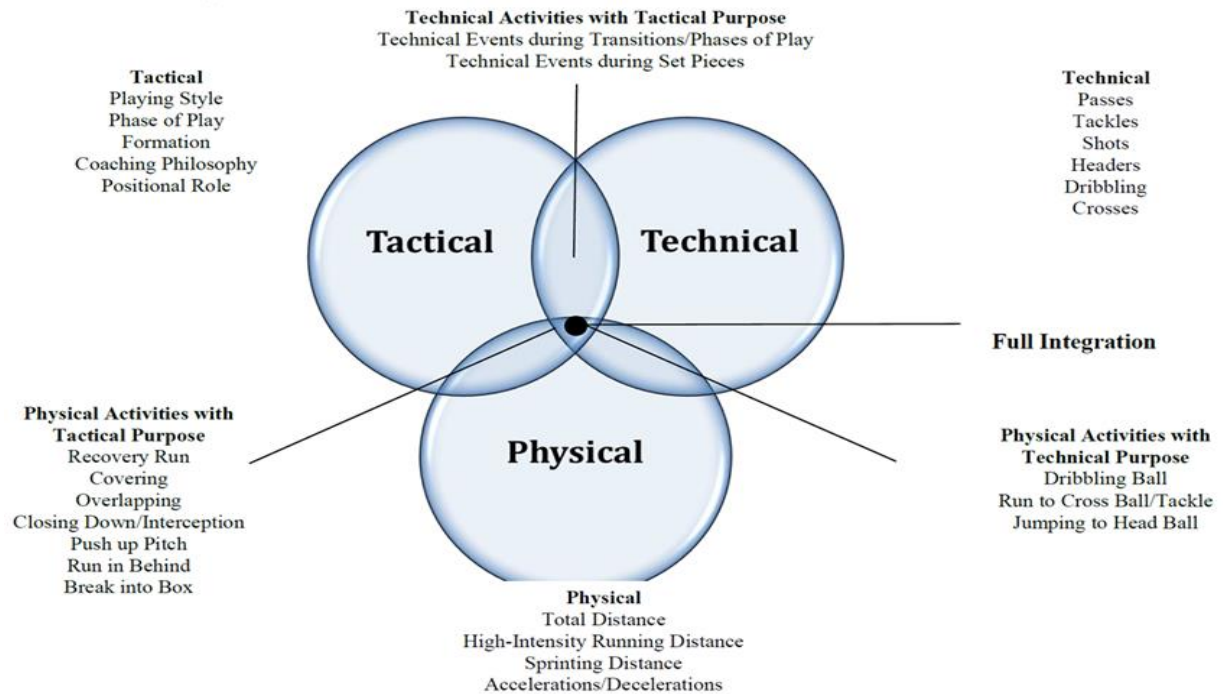 Technical Activities with Tactical Purpose
Technical Events during Transitions/Phases of Play
Technical Events during Set Pieces
Tactical
Playing Style
Phase of Play
Formation
Coaching Philosophy
Positional Role
Technical
Passes
Tackles
Shots
Headers
Dribbling
Crosses
Tactical
Technical
Full Integration
Physical Activities with
Tactical Purpose
Recovery Run
Covering
Overlapping
Closing Down/Interception
Push up Pitch
Run in Behind
Break into Box
Physical
Physical Activities with
Technical Purpose
Dribbling Ball
Run to Cross Ball/Tackle
Jumping to Head Ball
Physical
Total Distance
High-Intensity Running Distance
Sprinting Distance
Accelerations/Decelerations